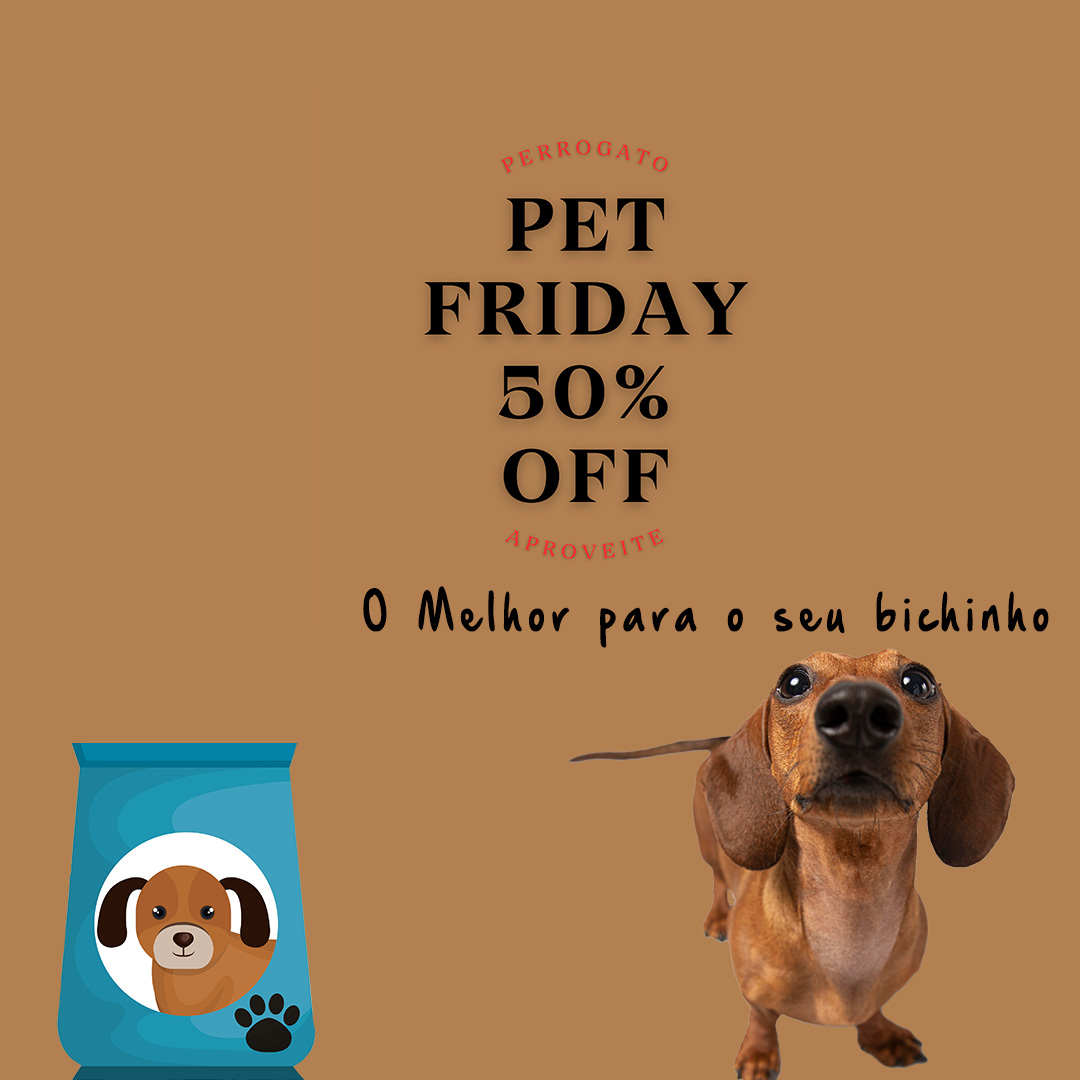 PERROGATO
PET
FRIDAY
50%
OFF
APROVEITE
O Melhor para o seu bichinho